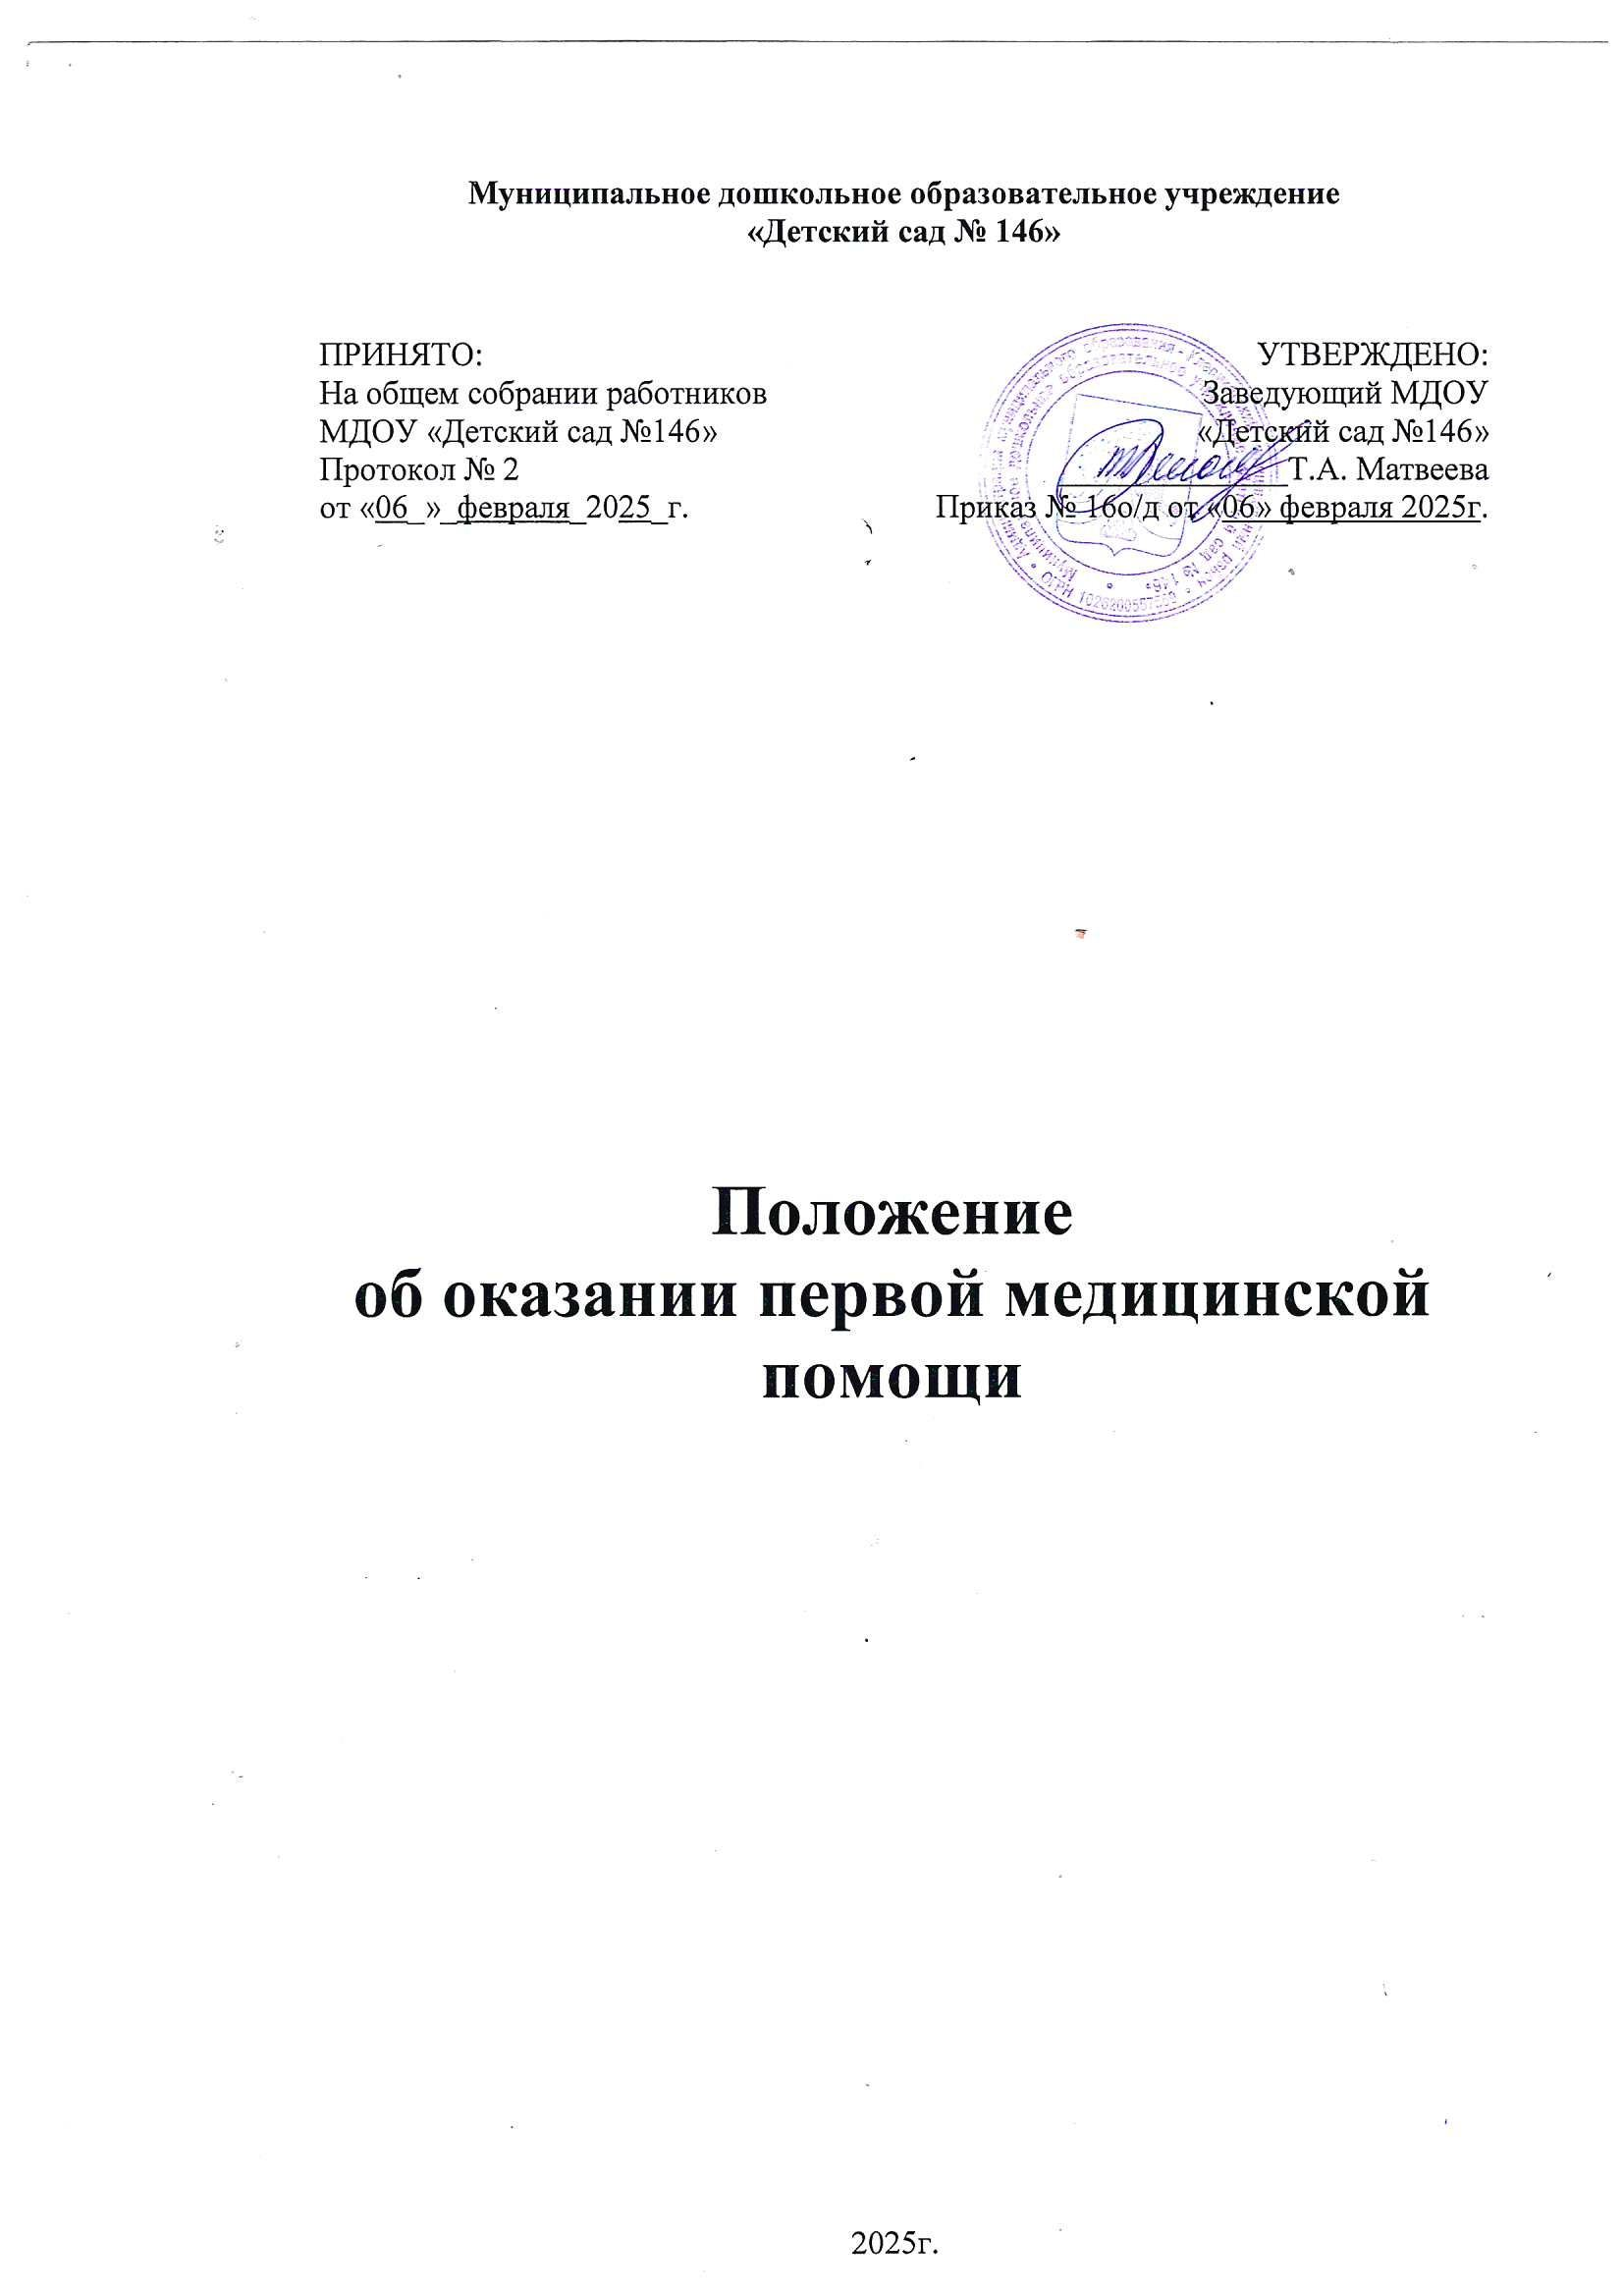 Муниципальное дошкольное образовательное учреждение
«Детский сад № 146»
ПРИНЯТО:
На общем собрании работников
МДОУ «Детский сад №146»
Протокол № 2
от «06_»_февраля_2025_г.
УТВЕРЖДЕНО:
Заведующий МДОУ
«Детский сад №146»
Т.А. Матвеева
Приказ № 16о/д от «06» февраля 2025г.
Положение
об оказании первой медицинской
помощи
2025г.